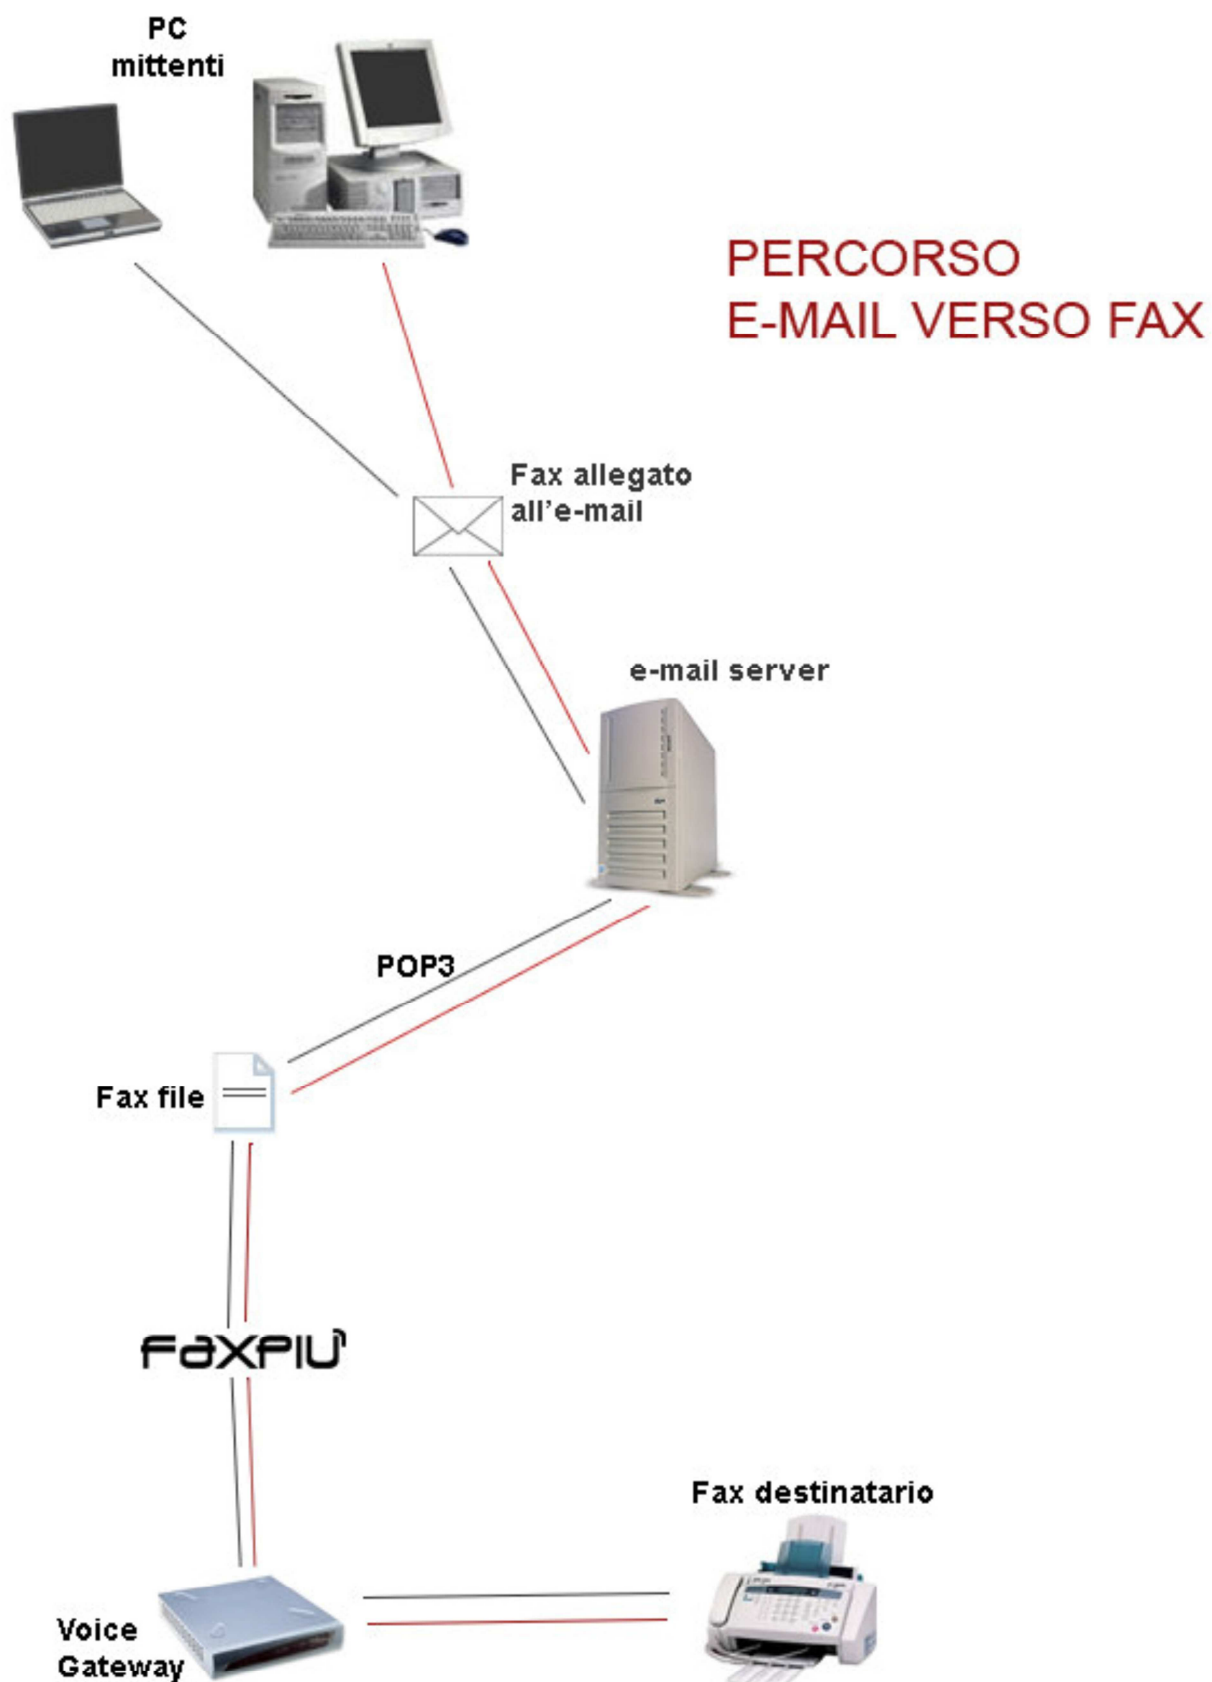 PC
mittenti
PERCORSO
E-MAIL VERSO FAX
Fax allegato
all'e-mail
e-mail server
POP3
Fax file
FaXPIÙ
Fax destinatario
Voice
Gateway